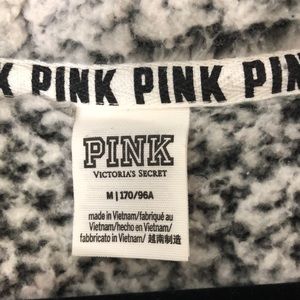 K PINK PINK PIN
PINK
VICTORIA'S SECRET
M | 170/96A
made in Vietnam/fabriqué au
Vietnam/hecho en Vietnam/
fabbricato in Vietnam/ 越南制造